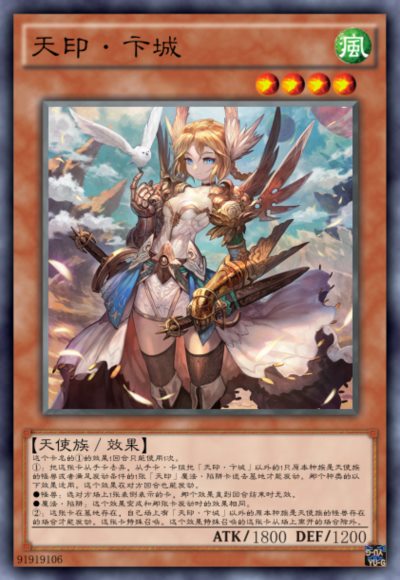 天印·卞城
瘋
【天使族／效果】
这个卡名的①的效果1回合只能使用1次。
①：把这张卡从手卡丢弃，从手卡·卡组把「天印·卞城」以外的1只原本种族是天使族
的怪兽或者满足发动条件的1张「天印」魔法·陷阱卡送去墓地才能发动。那个种类的以
下效果适用。这个效果在对方回合也能发动。
●怪兽：选对方场上1张表侧表示的卡，那个效果直到回合结束时无效。
●魔法·陷阱：这个效果变成和那张卡发动时的效果相同。
②：这张卡在墓地存在，自己场上有「天印·卞城」以外的原本种族是天使族的怪兽存在
的场合才能发动。这张卡特殊召唤。这个效果特殊召唤的这张卡从场上离开的场合除外。
ATK/1800 DEF/1200
91919106